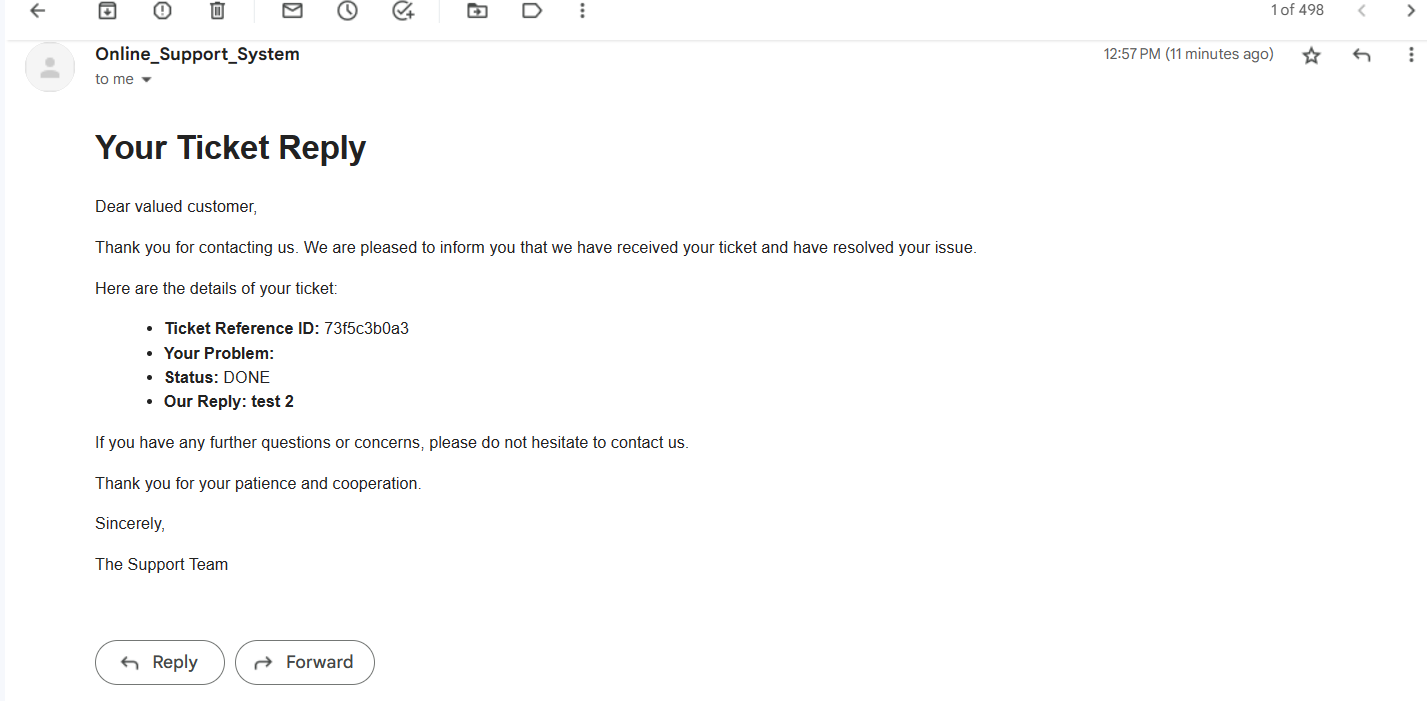 1 of 498
Online_Support_System
12:57 PM (11 minutes ago)
to me
Your Ticket Reply
Dear valued customer,
Thank you for contacting us. We are pleased to inform you that we have received your ticket and have resolved your issue.
Here are the details of your ticket:
• Ticket Reference ID: 73f5c3b0a3
• Your Problem:
• Status: DONE
• Our Reply: test 2
If you have any further questions or concerns, please do not hesitate to contact us.
Thank you for your patience and cooperation.
Sincerely,
The Support Team
Reply
Forward